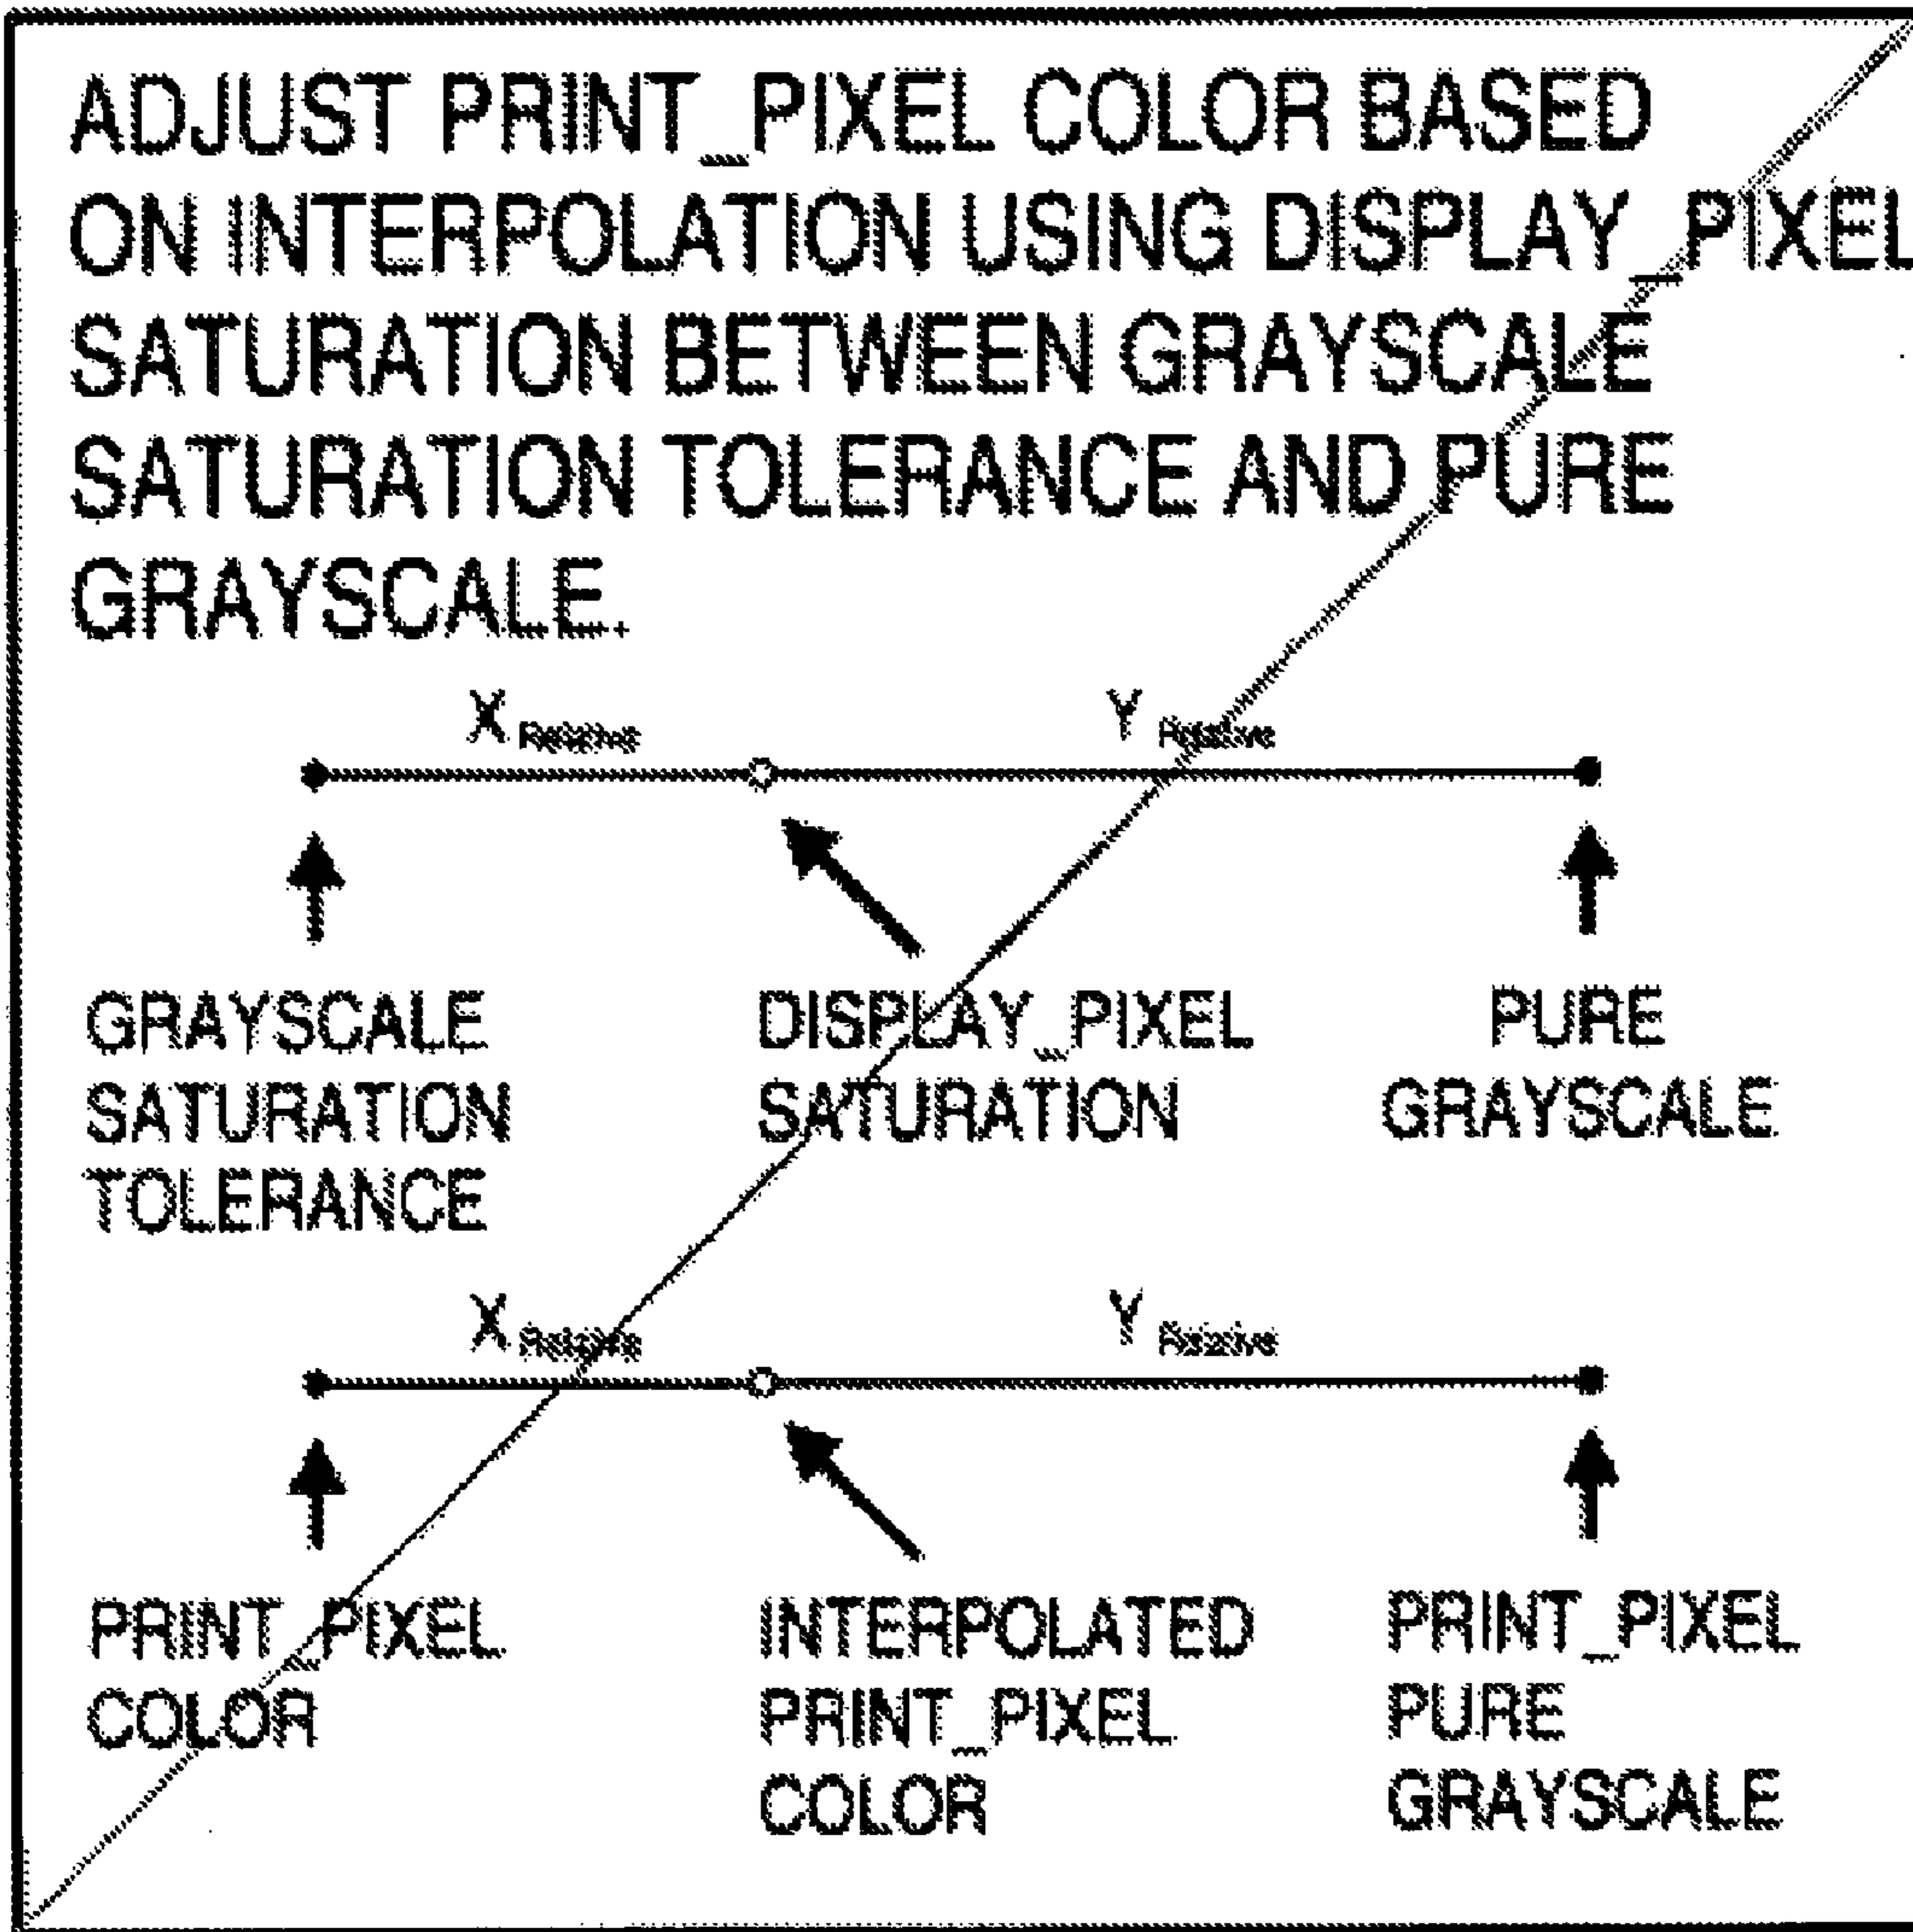 ADJUST PRINT_PIXEL COLOR BASED
ON INTERPOLATION USING DISPLAY_PIXEL
SATURATION BETWEEN GRAYSCALE
SATURATION TOLERANCE AND PURE
GRAYSCALE.
X Relative Y Relative
GRAYSCALE
SATURATION
TOLERANCE
DISPLAY_PIXEL
SATURATION
PURE
GRAYSCALE
X Relative Y Relative
PRINT_PIXEL
COLOR
INTERPOLATED
PRINT_PIXEL
COLOR
PRINT_PIXEL
PURE
GRAYSCALE